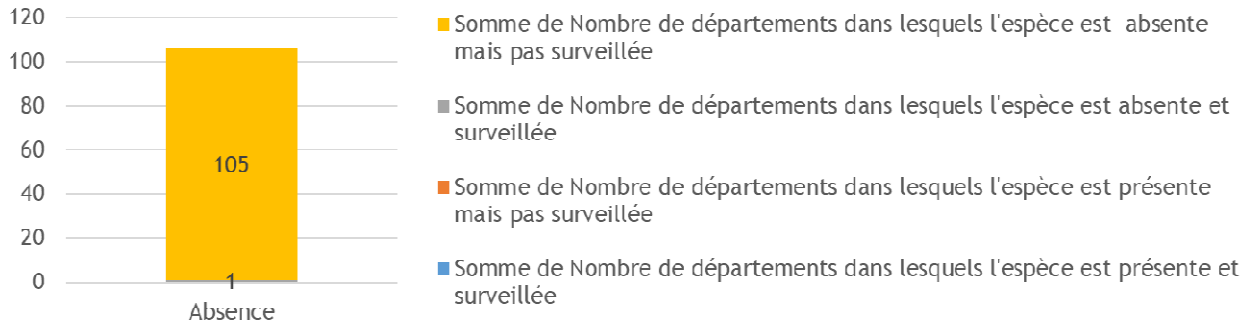 120
100
80
60
40
20
0
105
1
Absence
Somme de Nombre de départements dans lesquels l'espèce est absente
mais pas surveillée
Somme de Nombre de départements dans lesquels l'espèce est absente et
surveillée
Somme de Nombre de départements dans lesquels l'espèce est présente
mais pas surveillée
Somme de Nombre de départements dans lesquels l'espèce est présente et
surveillée